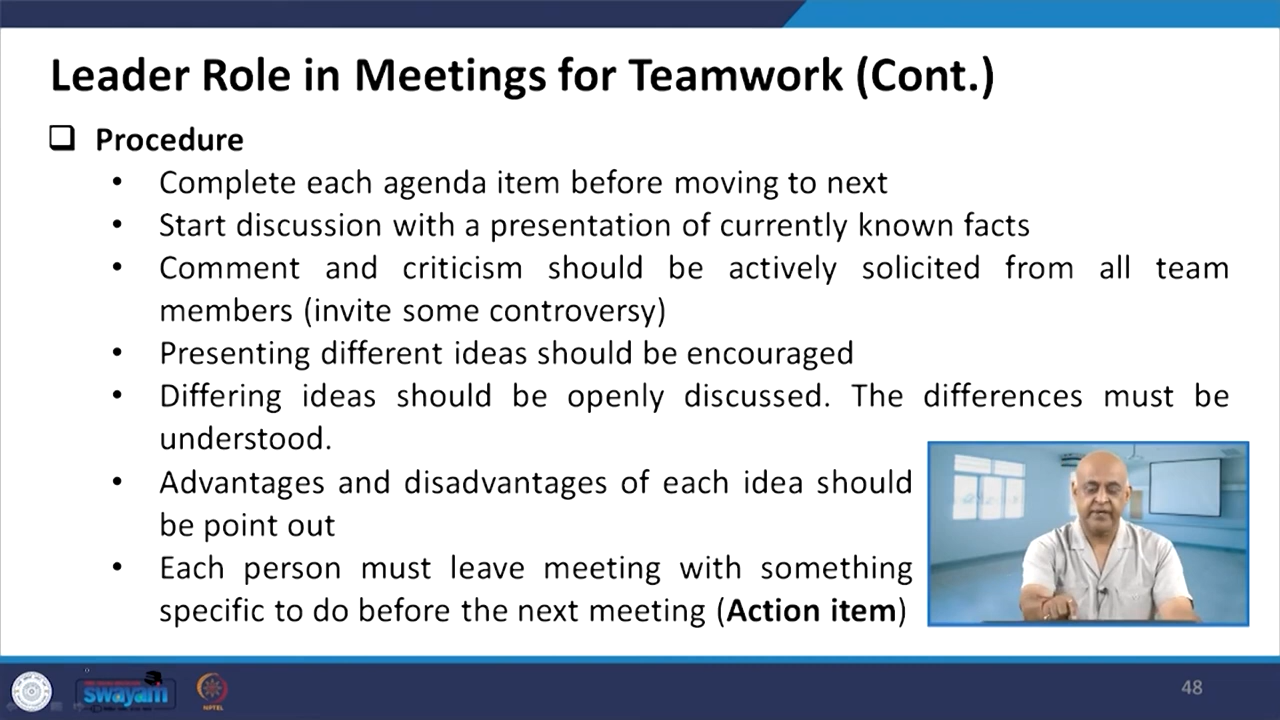 Leader Role in Meetings for Teamwork (Cont.)
Procedure
• Complete each agenda item before moving to next
• Start discussion with a presentation of currently known facts
• Comment and criticism should be actively solicited from all team
members (invite some controversy)
• Presenting different ideas should be encouraged
• Differing ideas should be openly discussed. The differences must be
understood.
• Advantages and disadvantages of each idea should
be point out
• Each person must leave meeting with something
specific to do before the next meeting (Action item)
swayam
NPTEL
48